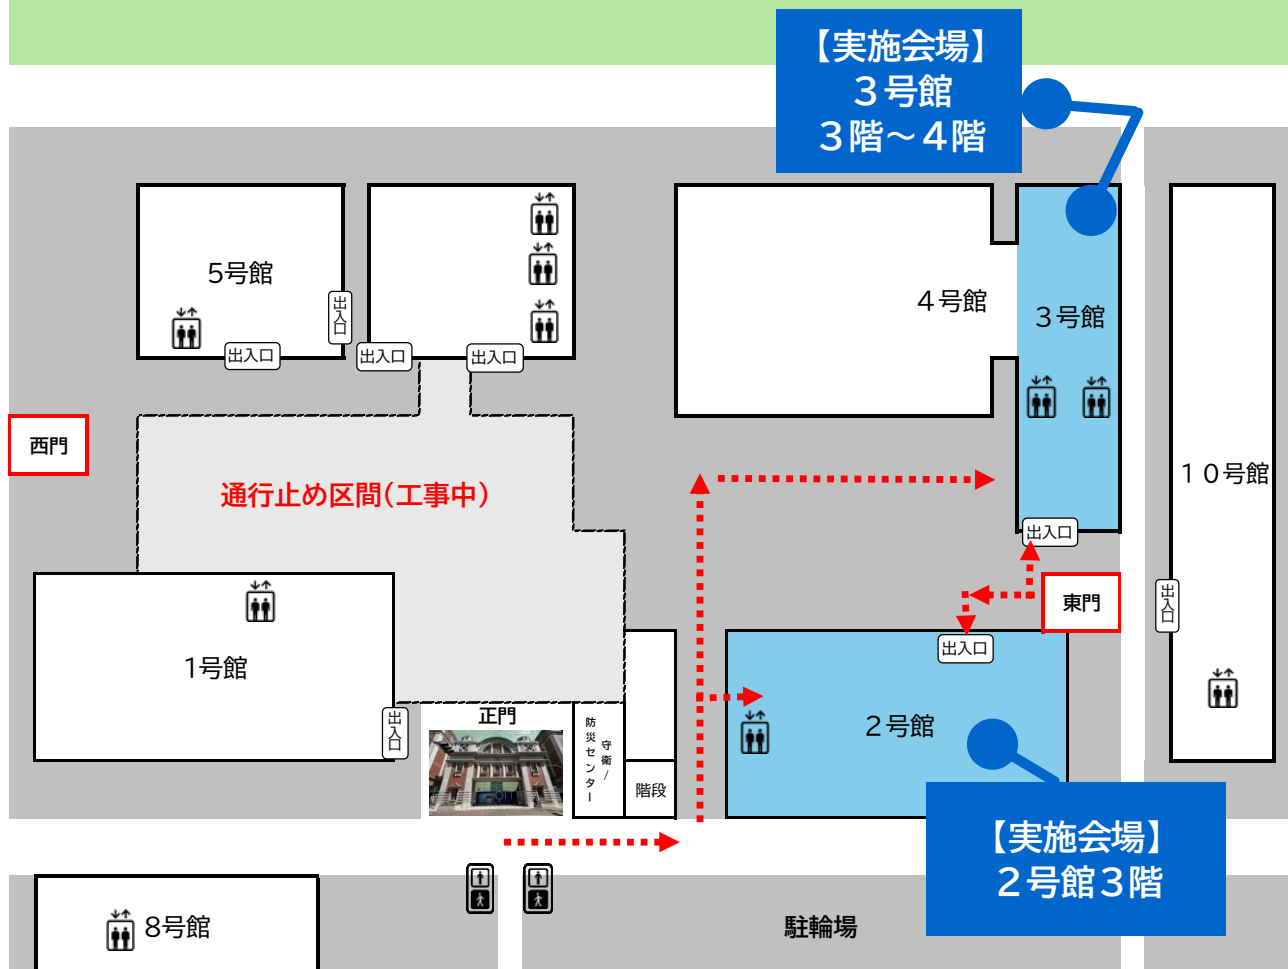 【実施会場】
３号館
３階～４階
5号館
出入口
出入口
出入口
出入口
４号館
３号館
西門
通行止め区間(工事中)
１０号館
出入口
東門
出入口
出入口
1号館
出入口
正門
守衛/
防災センター
階段
２号館
【実施会場】
２号館３階
8号館
駐輪場